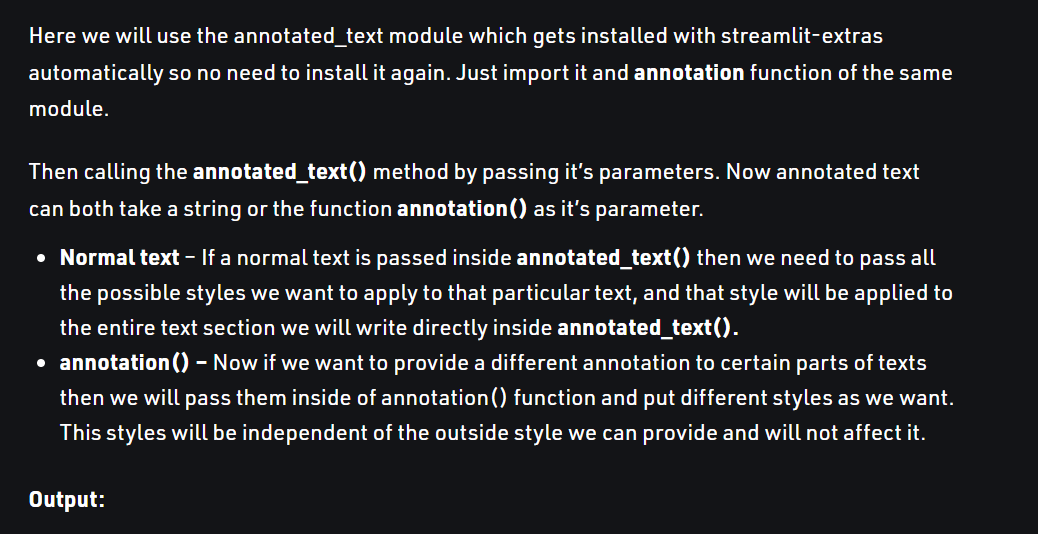 Here we will use the annotated_text module which gets installed with streamlit-extras
automatically so no need to install it again. Just import it and annotation function of the same
module.
Then calling the annotated_text() method by passing it’s parameters. Now annotated text
can both take a string or the function annotation() as it’s parameter.
• Normal text – If a normal text is passed inside annotated_text() then we need to pass all
the possible styles we want to apply to that particular text, and that style will be applied to
the entire text section we will write directly inside annotated_text().
• annotation() – Now if we want to provide a different annotation to certain parts of texts
then we will pass them inside of annotation() function and put different styles as we want.
This styles will be independent of the outside style we can provide and will not affect it.
Output: